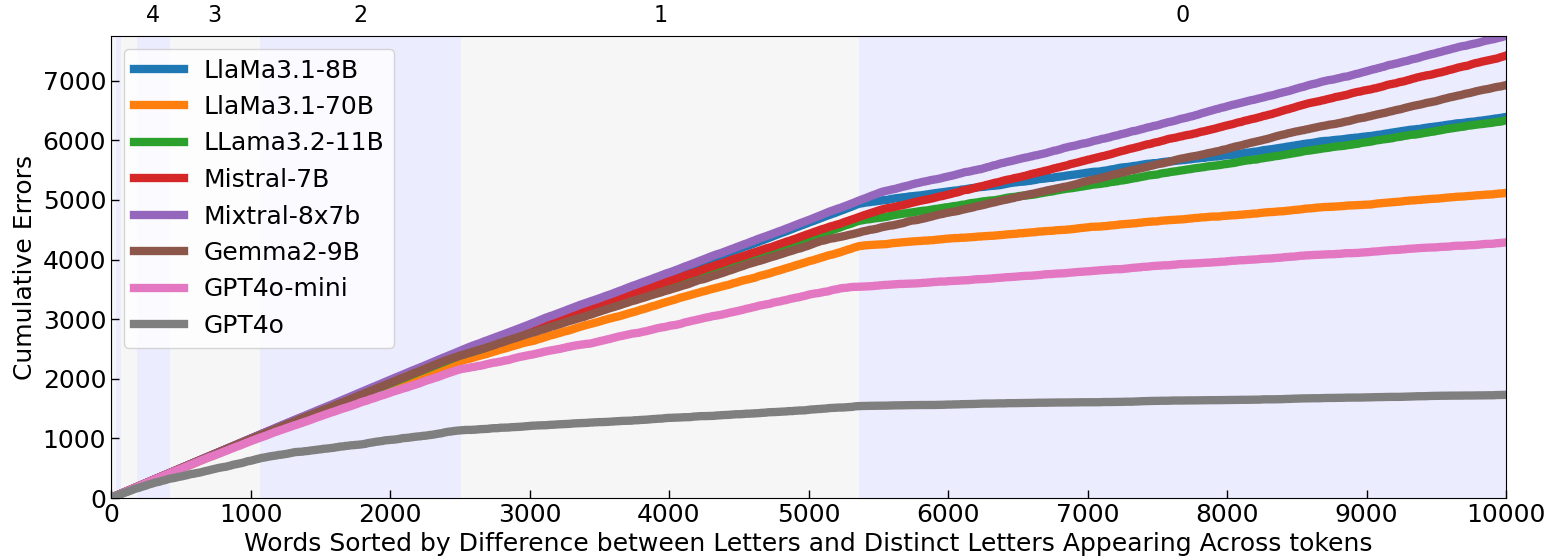 4 3 2 1 0
Cumulative Errors
7000
6000
5000
4000
3000
2000
1000
0
LlaMa3.1-8B
LlaMa3.1-70B
LLama3.2-11B
Mistral-7B
Mixtral-8x7b
Gemma2-9B
GPT4o-mini
GPT4o
0 1000 2000 3000 4000 5000 6000 7000 8000 9000 10000
Words Sorted by Difference between Letters and Distinct Letters Appearing Across tokens